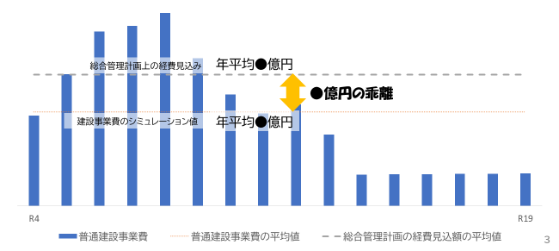 総合管理計画上の経費見込み 年平均●億円
●億円の乖離
建設事業費のシミュレーション値 年平均●億円
R4 R19
普通建設事業費 普通建設事業費の平均値 総合管理計画の経費見込額の平均値
3